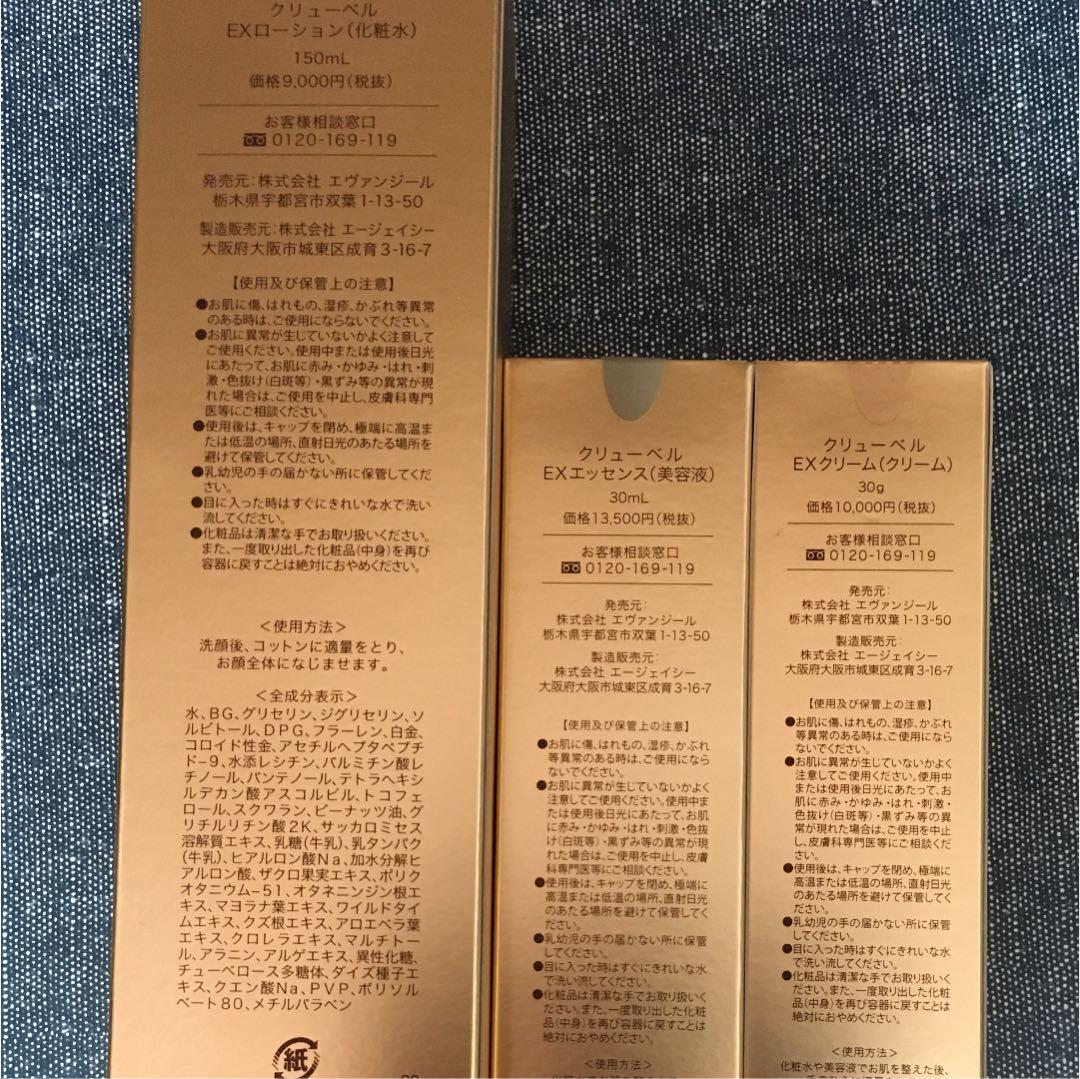 クリューベル
EXローション(化粧水)
150mL
価格9,000円(税抜)
お客様相談窓口
0120-169-119
発売元:株式会社 エヴァンジール
栃木県宇都宮市双葉1-13-50
製造販売元:株式会社 エージェイシー
大阪府大阪市城東区成育3-16-7
【使用及び保管上の注意】
●お肌に傷、はれもの、湿疹、かぶれ等異常
のある時は、ご使用にならないでください。
●お肌に異常が生じていないかよく注意して
ご使用ください。使用中または使用後日光
にあたって、お肌に赤み・かゆみ・はれ・刺
激・色抜け(白斑等)・黒ずみ等の異常が現
れた場合は、ご使用を中止し、皮膚科専門
医等にご相談ください。
●使用後は、キャップを閉め、極端に高温ま
たは低温の場所、直射日光のあたる場所を
避けて保管してください。
●乳幼児の手の届かない所に保管してくだ
さい。
●目に入った時はすぐにきれいな水で洗い
流してください。
●化粧品は清潔な手でお取り扱いください。
また、一度取り出した化粧品(中身)を再び
容器に戻すことは絶対におやめください。
<使用方法>
洗顔後、コットンに適量をとり、
お顔全体になじませます。
<全成分表示>
水、BG、グリセリン、ジグリセリン、ソ
ルビトール、DPG、フラーレン、白金、
コロイド性金、アセチルヘプタペプチ
ド-9、水添レシチン、パルミチン酸レ
チノール、パンテノール、テトラヘキシ
ルデカン酸アスコルビル、トコフェ
ロール、スクワラン、ピーナッツ油、グ
リチルリチン酸2K、サッカロミセス
溶解質エキス、乳糖(牛乳)、乳タンパク
(牛乳)、ヒアルロン酸Na、加水分解ヒ
アルロン酸、ザクロ果実エキス、ポリク
オタニウム-51、オタネニンジン根エ
キス、マヨラナ葉エキス、ワイルドタイ
ムエキス、クズ根エキス、アロエベラ葉
エキス、クロレラエキス、マルチトー
ル、アラニン、アルゲエキス、異性化糖、
チューベロース多糖体、ダイズ種子エ
キス、クエン酸Na、PVP、ポリソル
ベート80、メチルパラベン
紙
クリューベル
EXエッセンス(美容液)
30mL
価格13,500円(税抜)
お客様相談窓口
0120-169-119
発売元:
株式会社 エヴァンジール
栃木県宇都宮市双葉1-13-50
製造販売元:
株式会社 エージェイシー
大阪府大阪市城東区成育3-16-7
【使用及び保管上の注意】
●お肌に傷、はれもの、湿疹、かぶれ
等異常のある時は、ご使用になら
ないでください。
●お肌に異常が生じていないかよく
注意してご使用ください。使用中ま
たは使用後日光にあたって、お肌
に赤み・かゆみ・はれ・刺激・色抜
け(白斑等)・黒ずみ等の異常が現
れた場合は、ご使用を中止し、皮膚
科専門医等にご相談ください。
●使用後は、キャップを閉め、極端に
高温または低温の場所、直射日光
のあたる場所を避けて保管してく
ださい。
●乳幼児の手の届かない所に保管
してください。
●目に入った時はすぐにきれいな水
で洗い流してください。
●化粧品は清潔な手でお取り扱いく
ださい。また、一度取り出した化粧品
(中身)を再び容器に戻すことは
絶対におやめください。
<使用方法>
クリューベル
EXクリーム(クリーム)
30g
価格10,000円(税抜)
お客様相談窓口
0120-169-119
発売元:
株式会社 エヴァンジール
栃木県宇都宮市双葉1-13-50
製造販売元:
株式会社 エージェイシー
大阪府大阪市城東区成育3-16-7
【使用及び保管上の注意】
●お肌に傷、はれもの、湿疹、かぶれ
等異常のある時は、ご使用になら
ないでください。
●お肌に異常が生じていないかよく
注意してご使用ください。使用中
または使用後日光にあたって、お
肌に赤み・かゆみ・はれ・刺激・
色抜け(白斑等)・黒ずみ等の異
常が現れた場合は、ご使用を中止
し、皮膚科専門医等にご相談くだ
さい。
●使用後は、キャップを閉め、極端に
高温または低温の場所、直射日光
のあたる場所を避けて保管してく
ださい。
●乳幼児の手の届かない所に保管
してください。
●目に入った時はすぐにきれいな水
で洗い流してください。
●化粧品は清潔な手でお取り扱いく
ださい。また、一度取り出した化粧
品(中身)を再び容器に戻すことは
絶対におやめください。
<使用方法>
化粧水や美容液でお肌を整えた後、